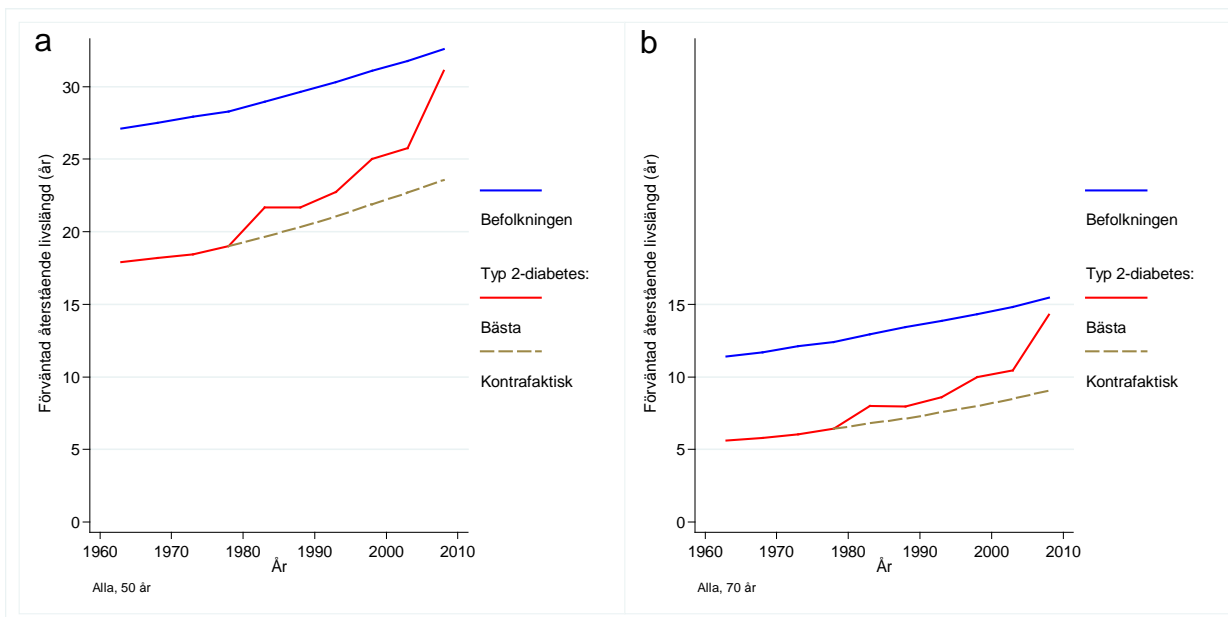 a
Förväntad återstående livslängd (år)
30
25
20
15
10
5
0
1960 1970 1980 1990 2000 2010
År
Alla, 50 år
Befolkningen
Typ 2-diabetes:
Bästa
Kontrafaktisk
b
Förväntad återstående livslängd (år)
15
10
5
0
1960 1970 1980 1990 2000 2010
År
Alla, 70 år
Befolkningen
Typ 2-diabetes:
Bästa
Kontrafaktisk